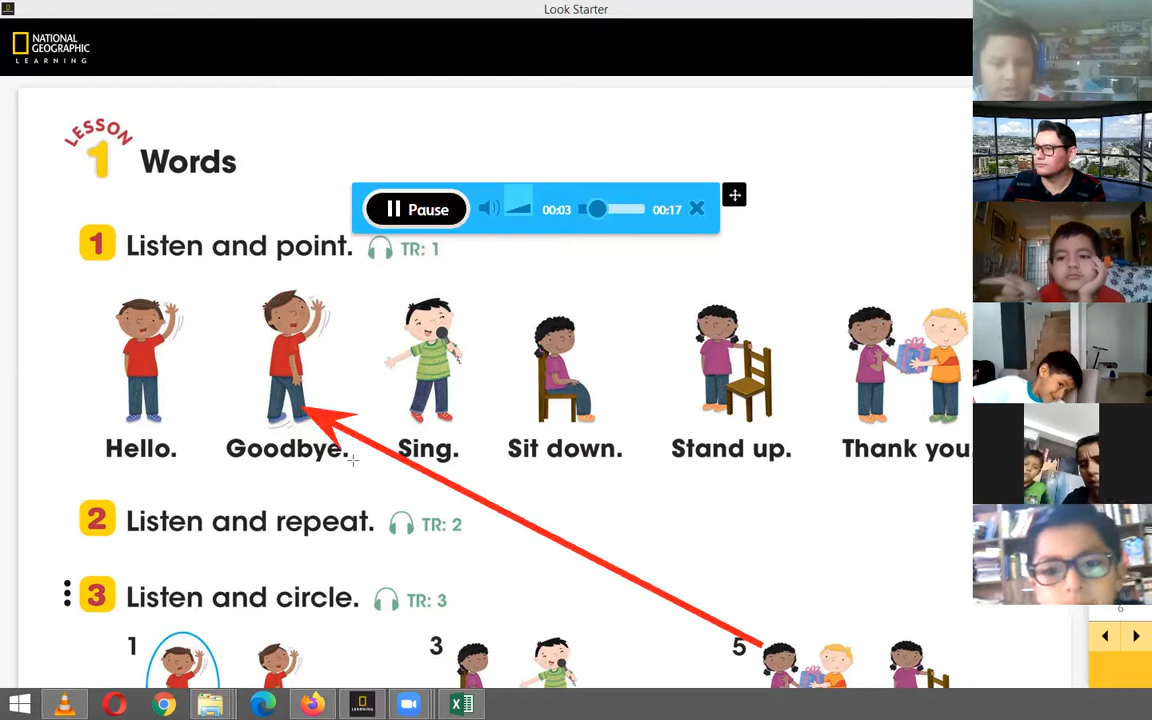 Look Starter
NATIONAL
GEOGRAPHIC
LEARNING
LESSON
1 Words
Pause 00:03 00:17
1 Listen and point. TR: 1
Hello. Goodbye. Sing. Sit down. Stand up. Thank you.
2 Listen and repeat. TR: 2
3 Listen and circle. TR: 3
1 3 5
6